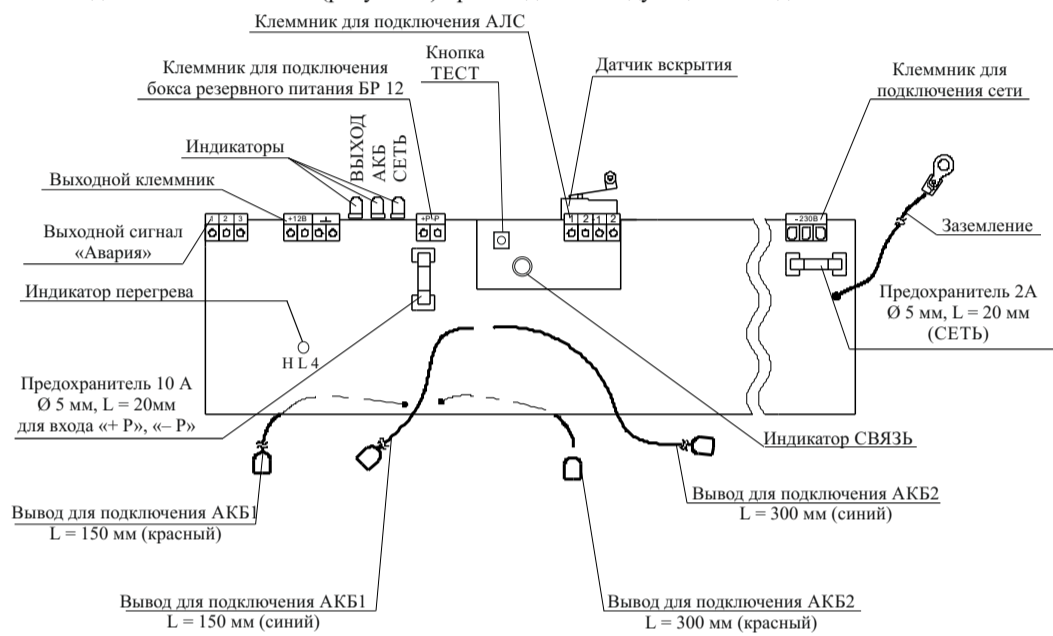 Клеммник для подключения АЛС
Кнопка
ТЕСТ
Датчик вскрытия
Клеммник для подключения
бокса резервного питания БР 12
Клеммник для
подключения сети
Индикаторы
ВЫХОД
АКБ
СЕТЬ
Выходной клеммник
1 2 3
+12В ⊥
+Р -Р
1 2 1 2
~230В
Выходной сигнал
«Авария»
Заземление
Индикатор перегрева
HL4
Предохранитель 2А
Ø 5 мм, L = 20 мм
(СЕТЬ)
Предохранитель 10 А
Ø 5 мм, L = 20мм
для входа «+ Р», «– Р»
Индикатор СВЯЗЬ
Вывод для подключения АКБ1
L = 150 мм (красный)
Вывод для подключения АКБ2
L = 300 мм (синий)
Вывод для подключения АКБ1
L = 150 мм (синий)
Вывод для подключения АКБ2
L = 300 мм (красный)